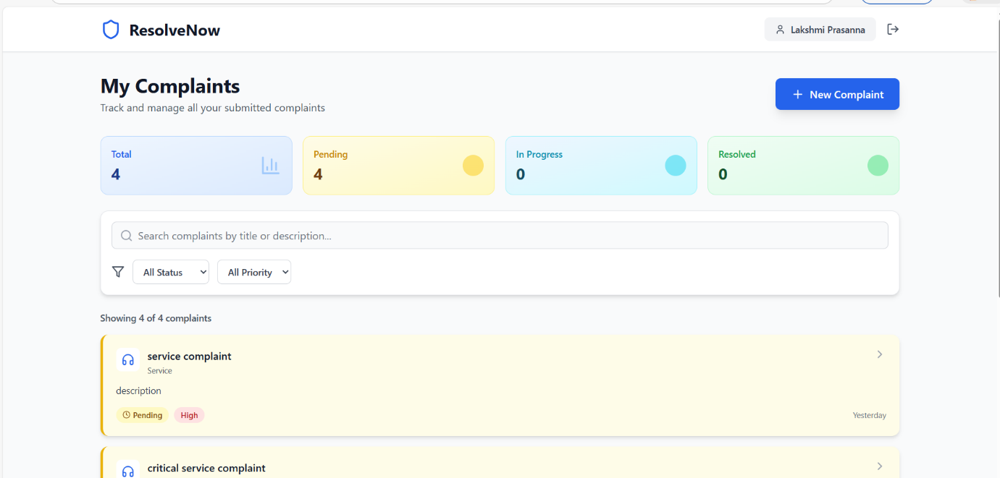 ResolveNow
Lakshmi Prasanna
My Complaints
Track and manage all your submitted complaints
New Complaint
Total
4
Pending
4
In Progress
0
Resolved
0
Search complaints by title or description...
All Status
All Priority
Showing 4 of 4 complaints
service complaint
Service
description
Pending
High
Yesterday
critical service complaint